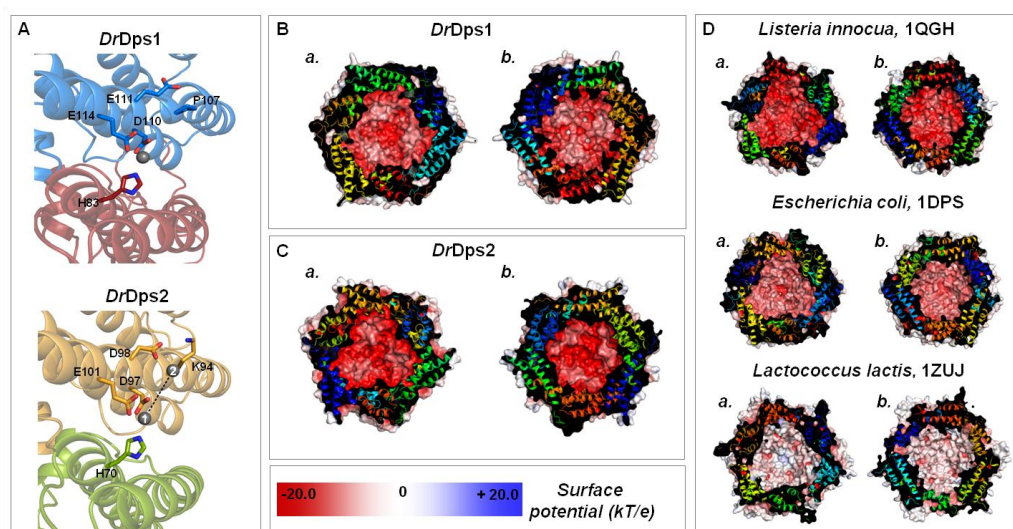 A
DrDps1
E111
P107
E114
D110
H83
DrDps2
D98
K94
E101
D97
2
1
H70
B
DrDps1
a.
b.
C
DrDps2
a.
b.
-20.0
0
+ 20.0
Surface
potential (kT/e)
D
Listeria innocua, 1QGH
a.
b.
Escherichia coli, 1DPS
a.
b.
Lactococcus lactis, 1ZUJ
a.
b.